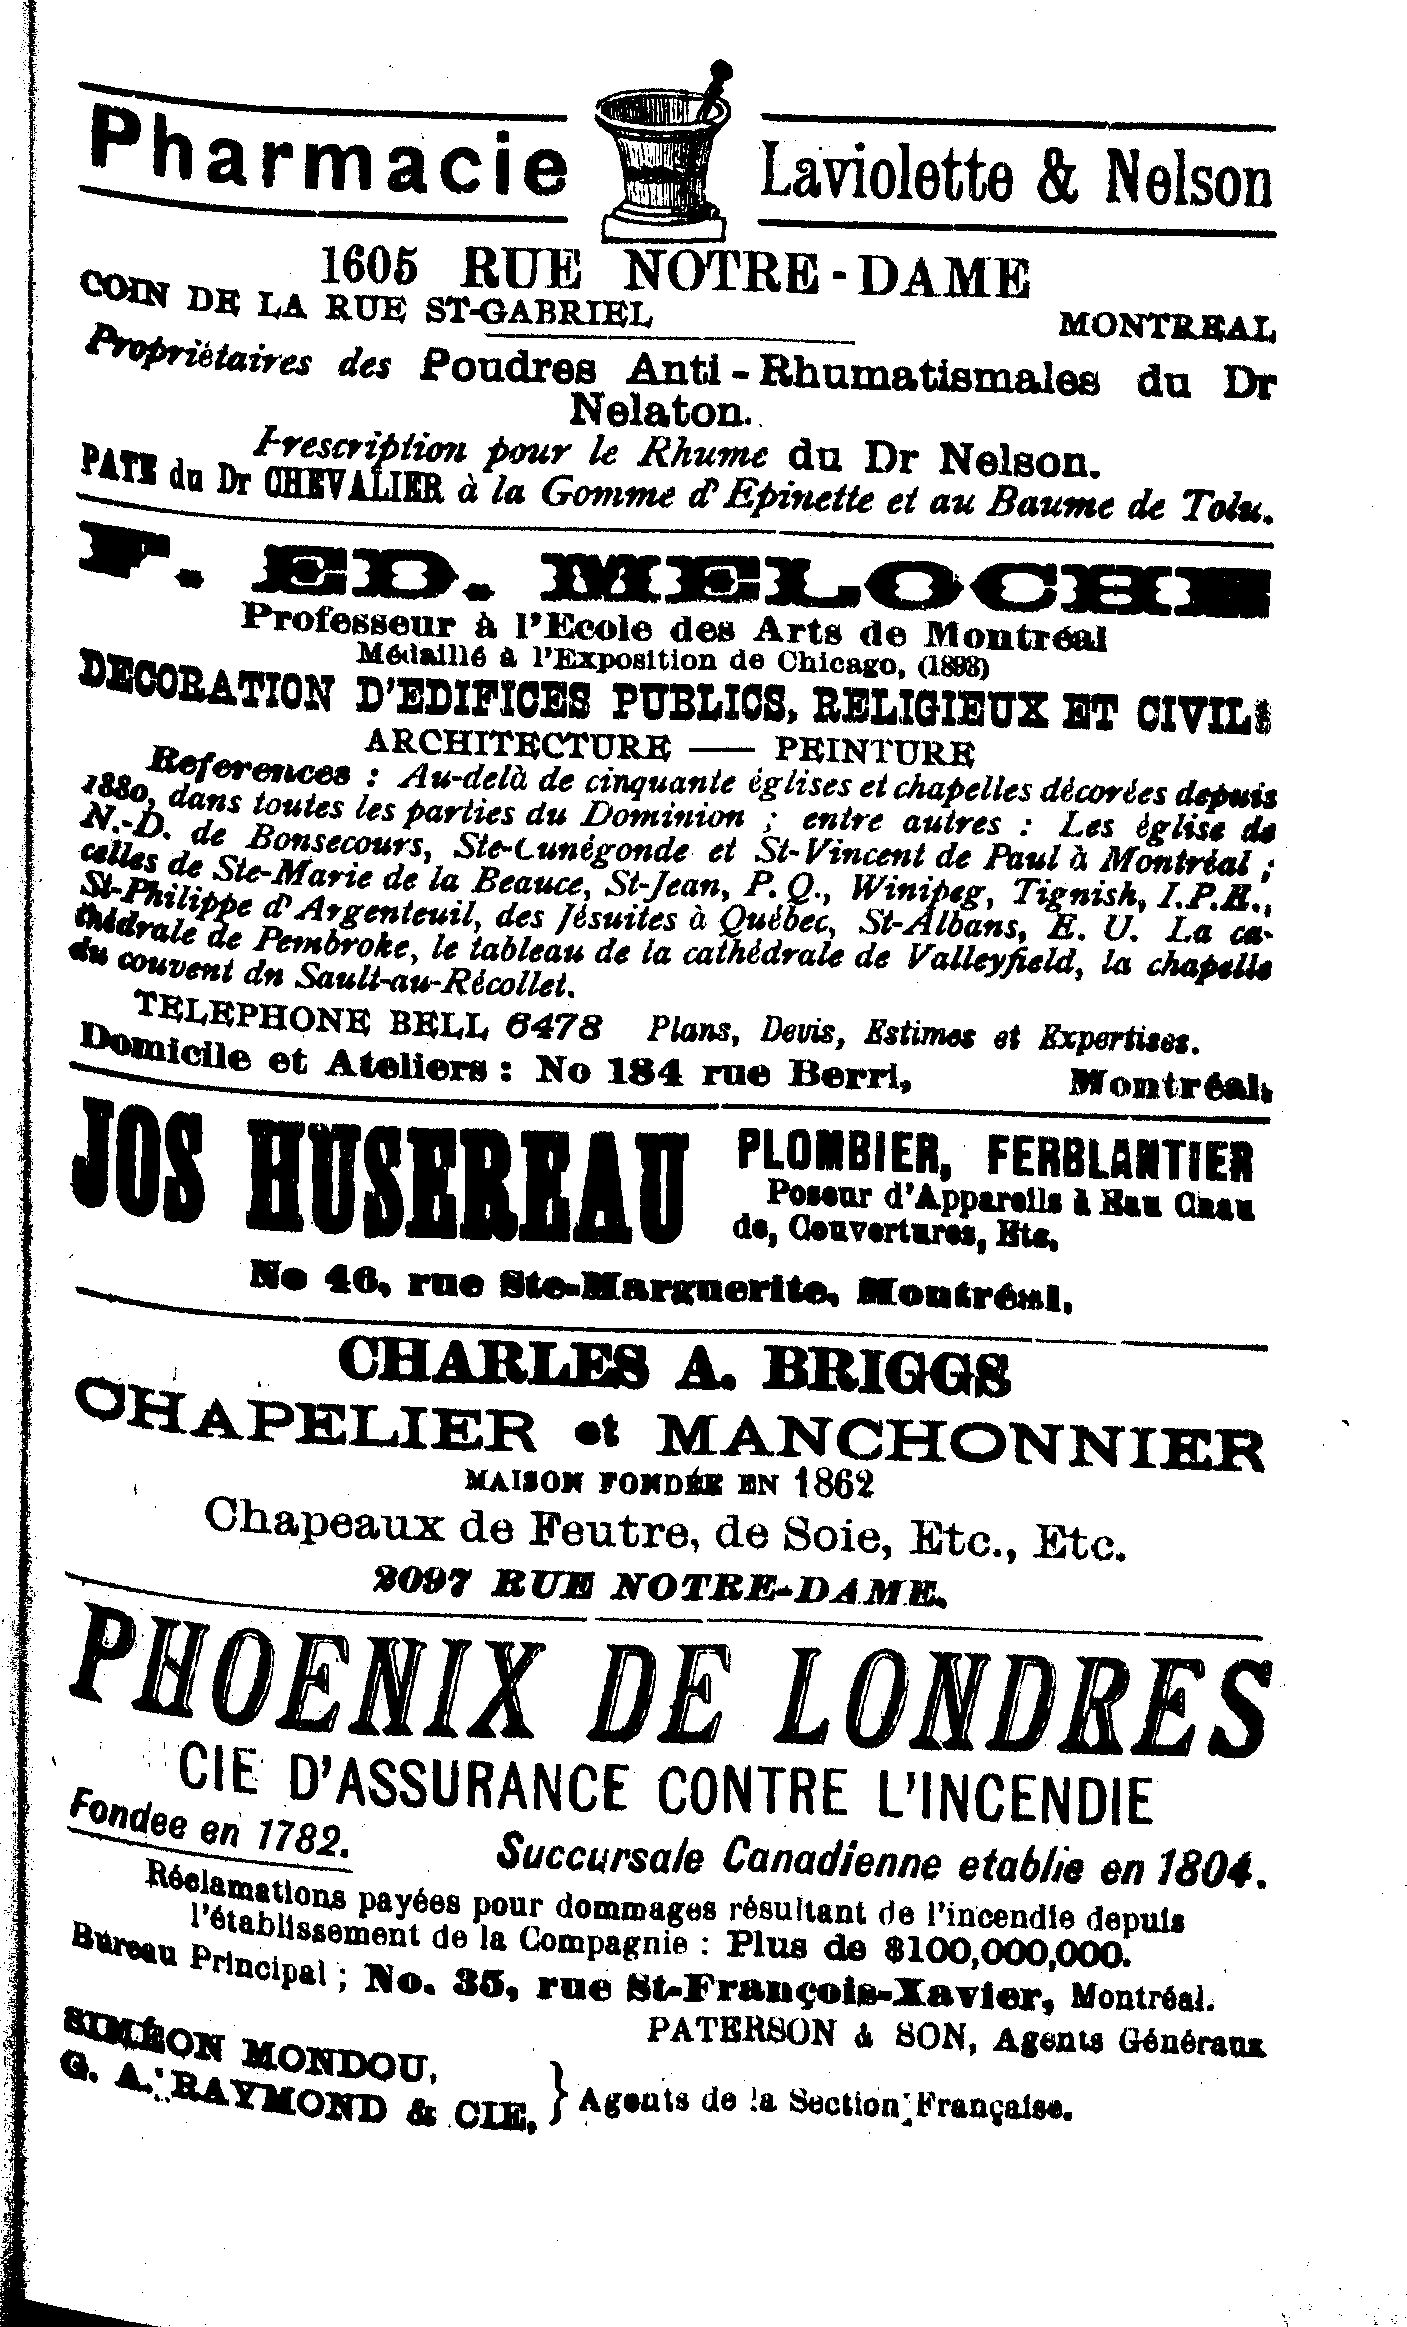 Pharmacie Laviolette & Nelson
1605 RUE NOTRE-DAME
COIN DE LA RUE ST-GABRIEL MONTREAL
Propriétaires des Poudres Anti-Rhumatismales du Dr
Nelaton.
Prescription pour le Rhume du Dr Nelson.
PATE du Dr CHEVALIER à la Gomme d'Epinette et au Baume de Tolu.
F. ED. MELOCHE
Professeur à l'Ecole des Arts de Montréal
Médaillé à l'Exposition de Chicago, (1893)
DECORATION D'EDIFICES PUBLICS, RELIGIEUX ET CIVILS
ARCHITECTURE —— PEINTURE
References : Au-delà de cinquante églises et chapelles décorées depuis
1880, dans toutes les parties du Dominion ; entre autres : Les église de
N.-D. de Bonsecours, Ste-Cunégonde et St-Vincent de Paul à Montréal ;
celles de Ste-Marie de la Beauce, St-Jean, P. Q., Winipeg, Tignish, I.P.E.,
St-Philippe d'Argenteuil, des Jésuites à Québec, St-Albans, E. U. La ca-
thédrale de Pembroke, le tableau de la cathédrale de Valleyfield, la chapelle
du couvent dn Sault-au-Récollet.
TELEPHONE BELL 6478 Plans, Devis, Estimes et Expertises.
Domicile et Ateliers : No 184 rue Berri, Montréal.
JOS HUSEREAU PLOMBIER, FERBLANTIER
Poseur d'Appareils à Eau Chau
de, Couvertures, Etc.
No 46, rue Ste-Marguerite, Montréal.
CHARLES A. BRIGGS
CHAPELIER et MANCHONNIER
MAISON FONDÉE EN 1862
Chapeaux de Feutre, de Soie, Etc., Etc.
2097 RUE NOTRE-DAME.
PHOENIX DE LONDRES
CIE D'ASSURANCE CONTRE L'INCENDIE
Fondee en 1782. Succursale Canadienne etablie en 1804.
Réclamations payées pour dommages résultant de l'incendie depuis
l'établissement de la Compagnie : Plus de $100,000,000.
Bureau Principal ; No. 35, rue St-François-Xavier, Montréal.
PATERSON & SON, Agents Généraux
SIMÉON MONDOU,
G. A. RAYMOND & CIE, } Agents de la Section Française.